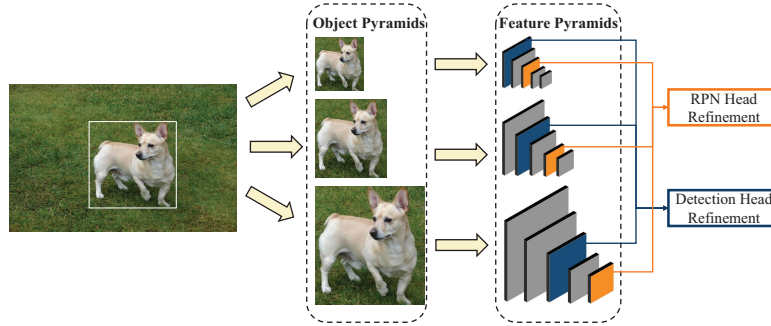 Object Pyramids
Feature Pyramids
RPN Head
Refinement
Detection Head
Refinement